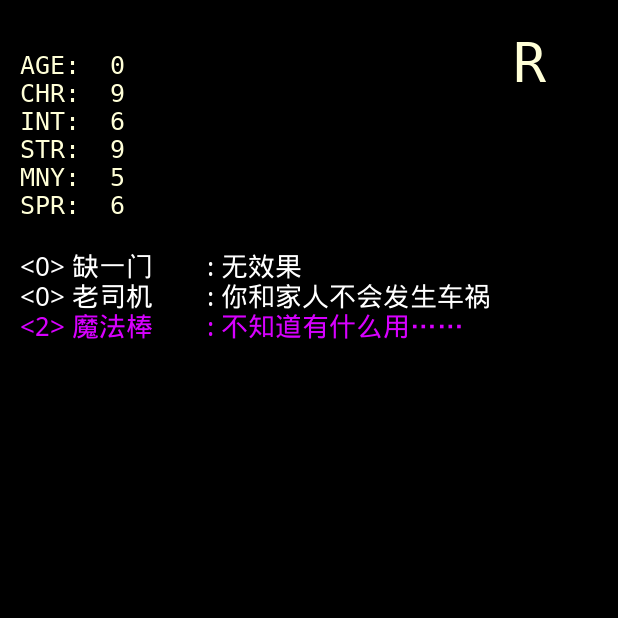 R
AGE: 0
CHR: 9
INT: 6
STR: 9
MNY: 5
SPR: 6
<0> 缺一门 : 无效果
<0> 老司机 : 你和家人不会发生车祸
<2> 魔法棒 : 不知道有什么用……